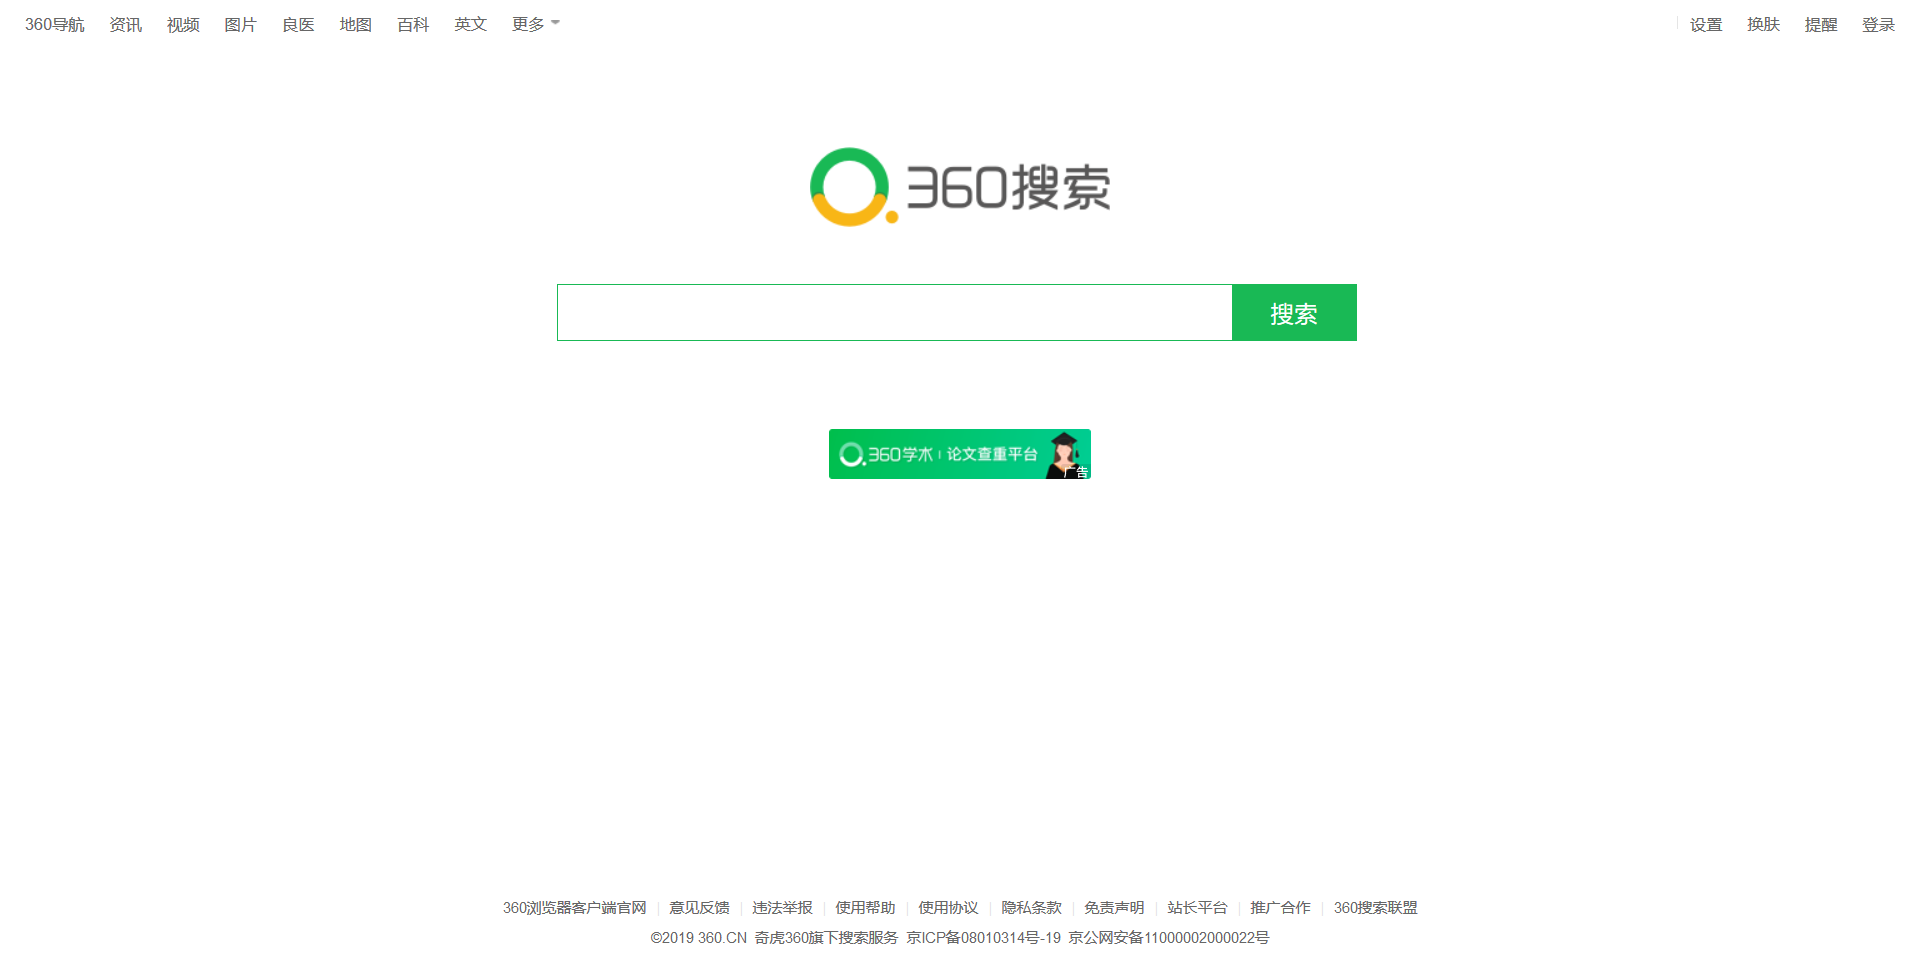 360导航 资讯 视频 图片 良医 地图 百科 英文 更多 设置 换肤 提醒 登录
360搜索
搜索
360学术 论文查重平台
广告
360浏览器客户端官网 意见反馈 违法举报 使用帮助 使用协议 隐私条款 免责声明 站长平台 推广合作 360搜索联盟
©2019 360.CN 奇虎360旗下搜索服务 京ICP备08010314号-19 京公网安备11000002000022号